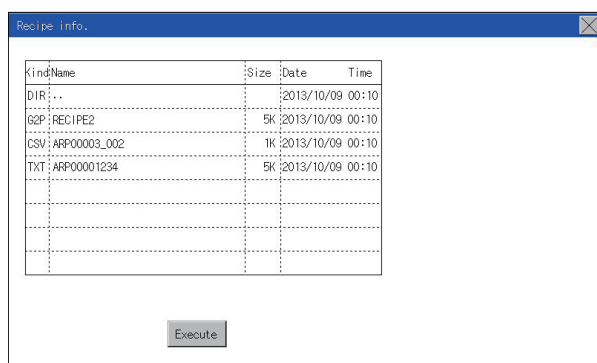 Recipe info.
Kind Name Size Date Time
DIR .. 2013/10/09 00:10
G2P RECIPE2 5K 2013/10/09 00:10
CSV ARP00003_002 1K 2013/10/09 00:10
TXT ARP00001234 5K 2013/10/09 00:10
Execute